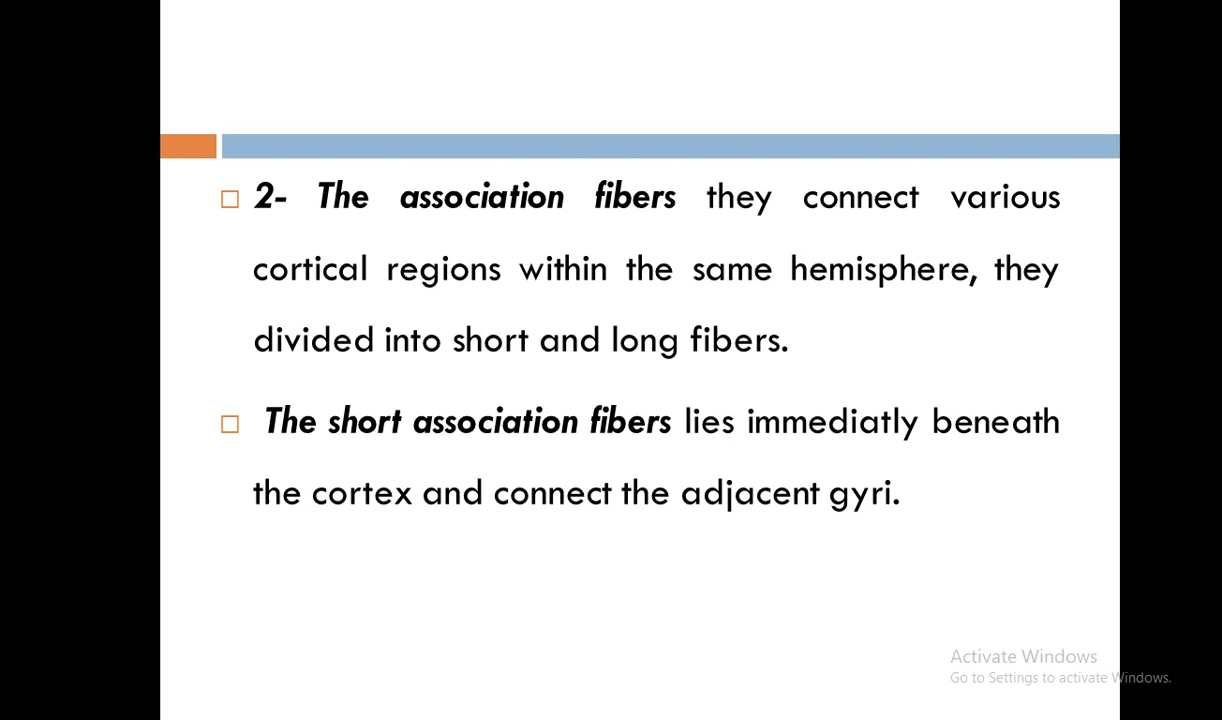 2- The association fibers they connect various
cortical regions within the same hemisphere, they
divided into short and long fibers.
The short association fibers lies immediatly beneath
the cortex and connect the adjacent gyri.
Activate Windows
Go to Settings to activate Windows.